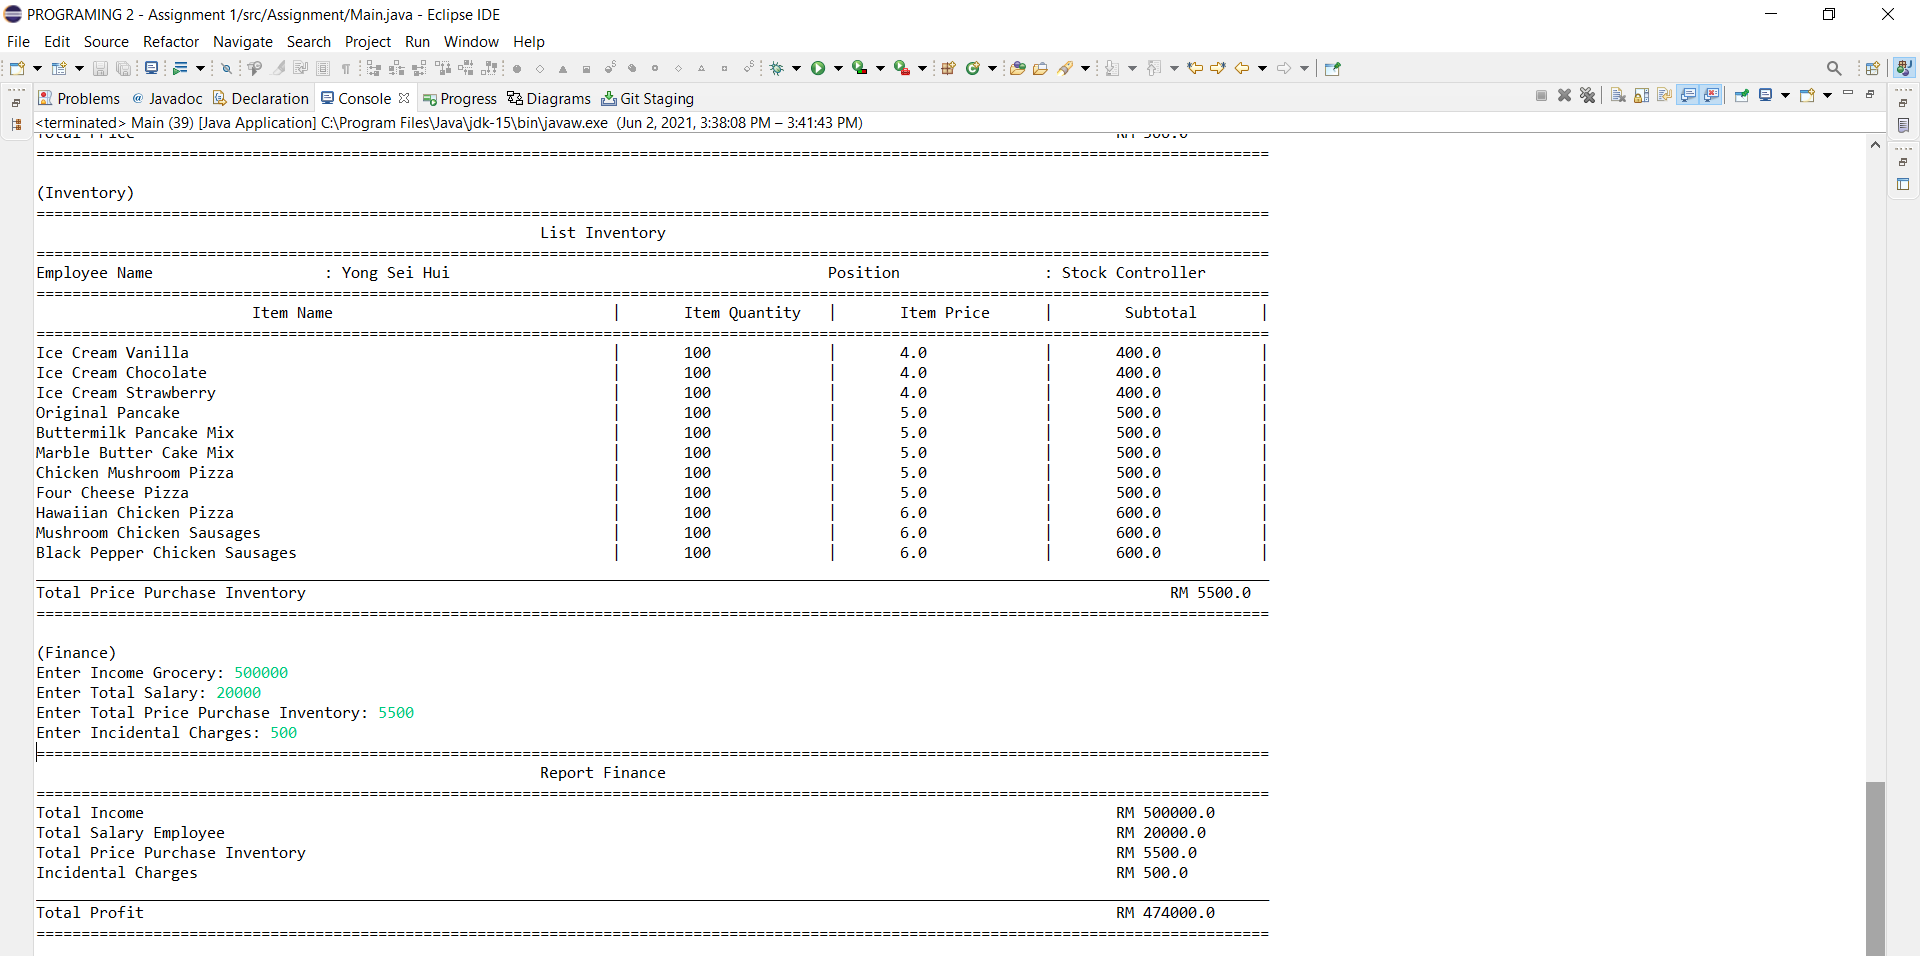 PROGRAMING 2 - Assignment 1/src/Assignment/Main.java - Eclipse IDE
File Edit Source Refactor Navigate Search Project Run Window Help
Problems @ Javadoc Declaration Console Progress Diagrams Git Staging
<terminated> Main (39) [Java Application] C:\Program Files\Java\jdk-15\bin\javaw.exe (Jun 2, 2021, 3:38:08 PM – 3:41:43 PM)
Total Price RM 500.0
=========================================================================================================================================
(Inventory)
=========================================================================================================================================
List Inventory
=========================================================================================================================================
Employee Name : Yong Sei Hui Position : Stock Controller
=========================================================================================================================================
Item Name | Item Quantity | Item Price | Subtotal |
=========================================================================================================================================
Ice Cream Vanilla | 100 | 4.0 | 400.0 |
Ice Cream Chocolate | 100 | 4.0 | 400.0 |
Ice Cream Strawberry | 100 | 4.0 | 400.0 |
Original Pancake | 100 | 5.0 | 500.0 |
Buttermilk Pancake Mix | 100 | 5.0 | 500.0 |
Marble Butter Cake Mix | 100 | 5.0 | 500.0 |
Chicken Mushroom Pizza | 100 | 5.0 | 500.0 |
Four Cheese Pizza | 100 | 5.0 | 500.0 |
Hawaiian Chicken Pizza | 100 | 6.0 | 600.0 |
Mushroom Chicken Sausages | 100 | 6.0 | 600.0 |
Black Pepper Chicken Sausages | 100 | 6.0 | 600.0 |
_________________________________________________________________________________________________________________________________________
Total Price Purchase Inventory RM 5500.0
=========================================================================================================================================
(Finance)
Enter Income Grocery: 500000
Enter Total Salary: 20000
Enter Total Price Purchase Inventory: 5500
Enter Incidental Charges: 500
=========================================================================================================================================
Report Finance
=========================================================================================================================================
Total Income RM 500000.0
Total Salary Employee RM 20000.0
Total Price Purchase Inventory RM 5500.0
Incidental Charges RM 500.0
_________________________________________________________________________________________________________________________________________
Total Profit RM 474000.0
=========================================================================================================================================